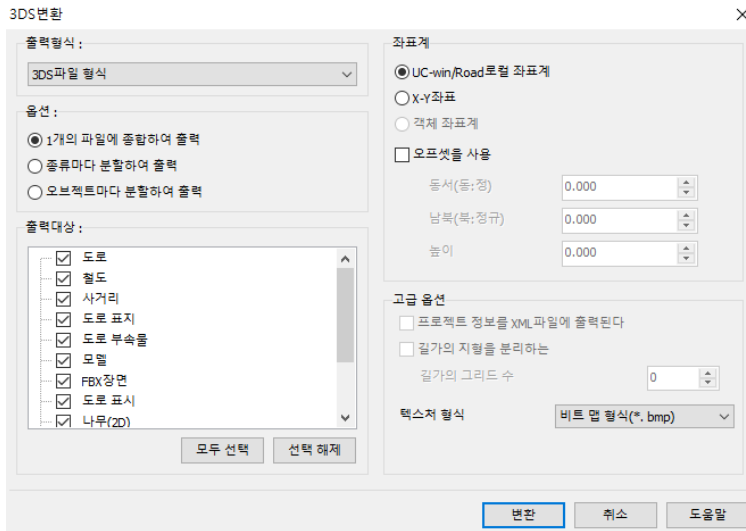 3DS변환
출력형식 :
3DS파일 형식
옵션 :
1개의 파일에 종합하여 출력
종류마다 분할하여 출력
오브젝트마다 분할하여 출력
출력대상 :
도로
철도
사거리
도로 표지
도로 부속물
모델
FBX장면
도로 표시
나무(2D)
모두 선택
선택 해제
좌표계
UC-win/Road로컬 좌표계
X-Y좌표
객체 좌표계
오프셋을 사용
동서(동;정)
0.000
남북(북;정규)
0.000
높이
0.000
고급 옵션
프로젝트 정보를 XML파일에 출력된다
길가의 지형을 분리하는
길가의 그리드 수
0
텍스처 형식
비트 맵 형식(*. bmp)
변환
취소
도움말